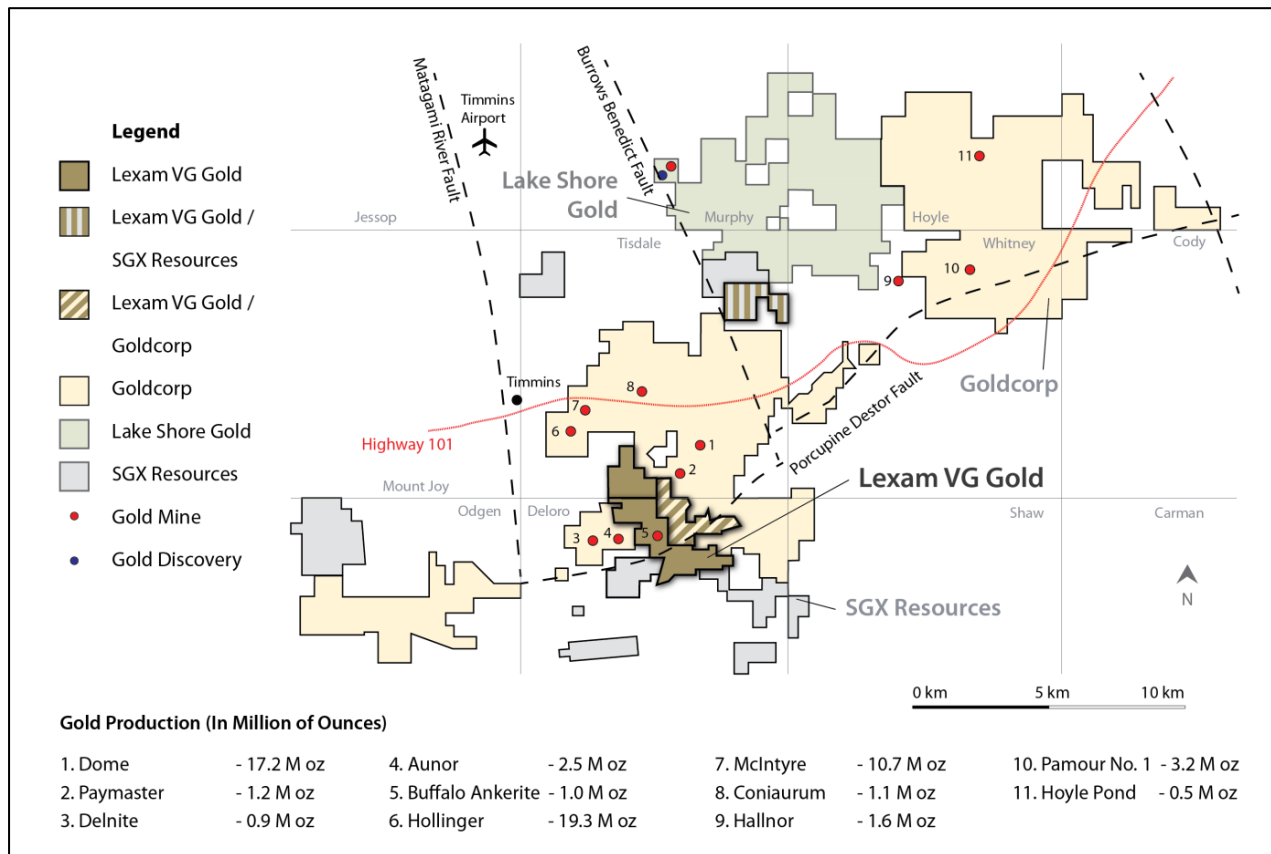 Matagami River Fault
Timmins
Airport
Burrows Benedict Fault
Legend
Lexam VG Gold
Lexam VG Gold /
SGX Resources
Lexam VG Gold /
Goldcorp
Goldcorp
Lake Shore Gold
SGX Resources
Gold Mine
Gold Discovery
11
Lake Shore
Gold
Jessop
Murphy
Hoyle
Tisdale
Whitney
Cody
10
9
Goldcorp
8
Timmins
7
6
Highway 101
Porcupine Destor Fault
1
2
Lexam VG Gold
Mount Joy
Odgen
Deloro
Shaw
Carman
3
4
5
SGX Resources
N
0 km
5 km
10 km
Gold Production (In Million of Ounces)
1. Dome - 17.2 M oz
2. Paymaster - 1.2 M oz
3. Delnite - 0.9 M oz
4. Aunor - 2.5 M oz
5. Buffalo Ankerite - 1.0 M oz
6. Hollinger - 19.3 M oz
7. McIntyre - 10.7 M oz
8. Coniaurum - 1.1 M oz
9. Hallnor - 1.6 M oz
10. Pamour No. 1 - 3.2 M oz
11. Hoyle Pond - 0.5 M oz